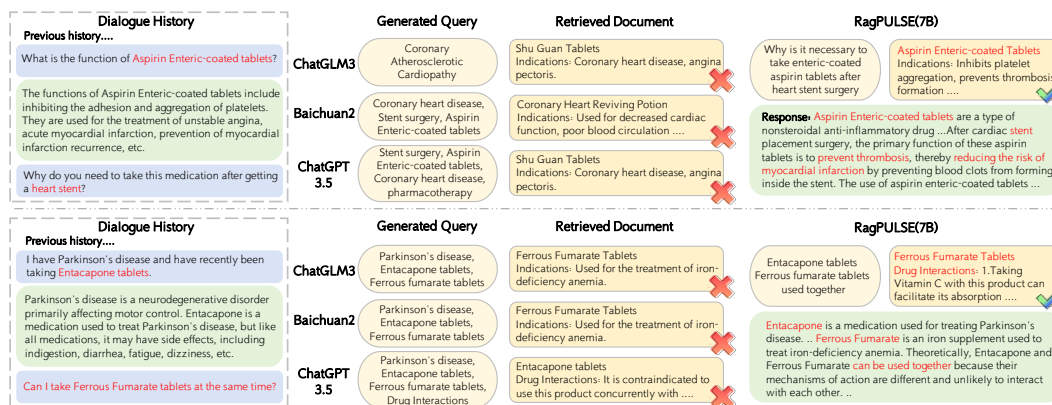 Dialogue History
Previous history....
What is the function of Aspirin Enteric-coated tablets?
The functions of Aspirin Enteric-coated tablets include
inhibiting the adhesion and aggregation of platelets.
They are used for the treatment of unstable angina,
acute myocardial infarction, prevention of myocardial
infarction recurrence, etc.
Why do you need to take this medication after getting
a heart stent?
Generated Query
Retrieved Document
ChatGLM3
Coronary
Atherosclerotic
Cardiopathy
Shu Guan Tablets
Indications: Coronary heart disease, angina
pectoris.
Baichuan2
Coronary heart disease,
Stent surgery, Aspirin
Enteric-coated tablets
Coronary Heart Reviving Potion
Indications: Used for decreased cardiac
function, poor blood circulation ....
ChatGPT
3.5
Stent surgery, Aspirin
Enteric-coated tablets,
Coronary heart disease,
pharmacotherapy
Shu Guan Tablets
Indications: Coronary heart disease, angina
pectoris.
RagPULSE(7B)
Why is it necessary to
take enteric-coated
aspirin tablets after
heart stent surgery
Aspirin Enteric-coated Tablets
Indications: Inhibits platelet
aggregation, prevents thrombosis
formation ....
Response: Aspirin Enteric-coated tablets are a type of
nonsteroidal anti-inflammatory drug ...After cardiac stent
placement surgery, the primary function of these aspirin
tablets is to prevent thrombosis, thereby reducing the risk of
myocardial infarction by preventing blood clots from forming
inside the stent. The use of aspirin enteric-coated tablets ...
Dialogue History
Previous history....
I have Parkinson's disease and have recently been
taking Entacapone tablets.
Parkinson's disease is a neurodegenerative disorder
primarily affecting motor control. Entacapone is a
medication used to treat Parkinson's disease, but like
all medications, it may have side effects, including
indigestion, diarrhea, fatigue, dizziness, etc.
Can I take Ferrous Fumarate tablets at the same time?
Generated Query
Retrieved Document
ChatGLM3
Parkinson's disease,
Entacapone tablets,
Ferrous fumarate tablets
Ferrous Fumarate Tablets
Indications: Used for the treatment of iron-
deficiency anemia.
Baichuan2
Parkinson's disease,
Entacapone tablets,
Ferrous fumarate tablets
Ferrous Fumarate Tablets
Indications: Used for the treatment of iron-
deficiency anemia.
ChatGPT
3.5
Parkinson's disease,
Entacapone tablets,
Ferrous fumarate tablets,
Drug Interactions
Entacapone tablets
Drug Interactions: It is contraindicated to
use this product concurrently with ....
RagPULSE(7B)
Entacapone tablets
Ferrous fumarate tablets
used together
Ferrous Fumarate Tablets
Drug Interactions: 1.Taking
Vitamin C with this product can
facilitate its absorption ....
Entacapone is a medication used for treating Parkinson's
disease. .. Ferrous Fumarate is an iron supplement used to
treat iron-deficiency anemia. Theoretically, Entacapone and
Ferrous Fumarate can be used together because their
mechanisms of action are different and unlikely to interact
with each other. ..